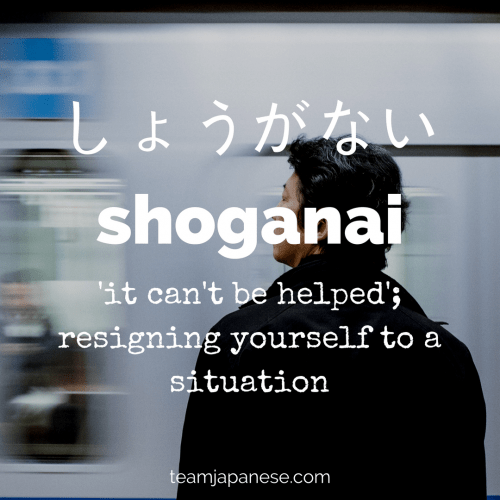 しょうがない
shoganai
'it can't be helped';
resigning yourself to a
situation
teamjapanese.com